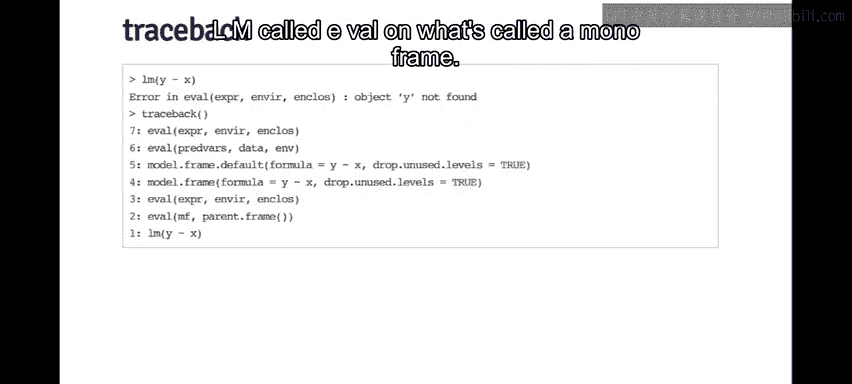 traceback
LM called e val on what's called a mono
frame.
> lm(y ~ x)
Error in eval(expr, envir, enclos) : object 'y' not found
> traceback()
7: eval(expr, envir, enclos)
6: eval(predvars, data, env)
5: model.frame.default(formula = y ~ x, drop.unused.levels = TRUE)
4: model.frame(formula = y ~ x, drop.unused.levels = TRUE)
3: eval(expr, envir, enclos)
2: eval(mf, parent.frame())
1: lm(y ~ x)